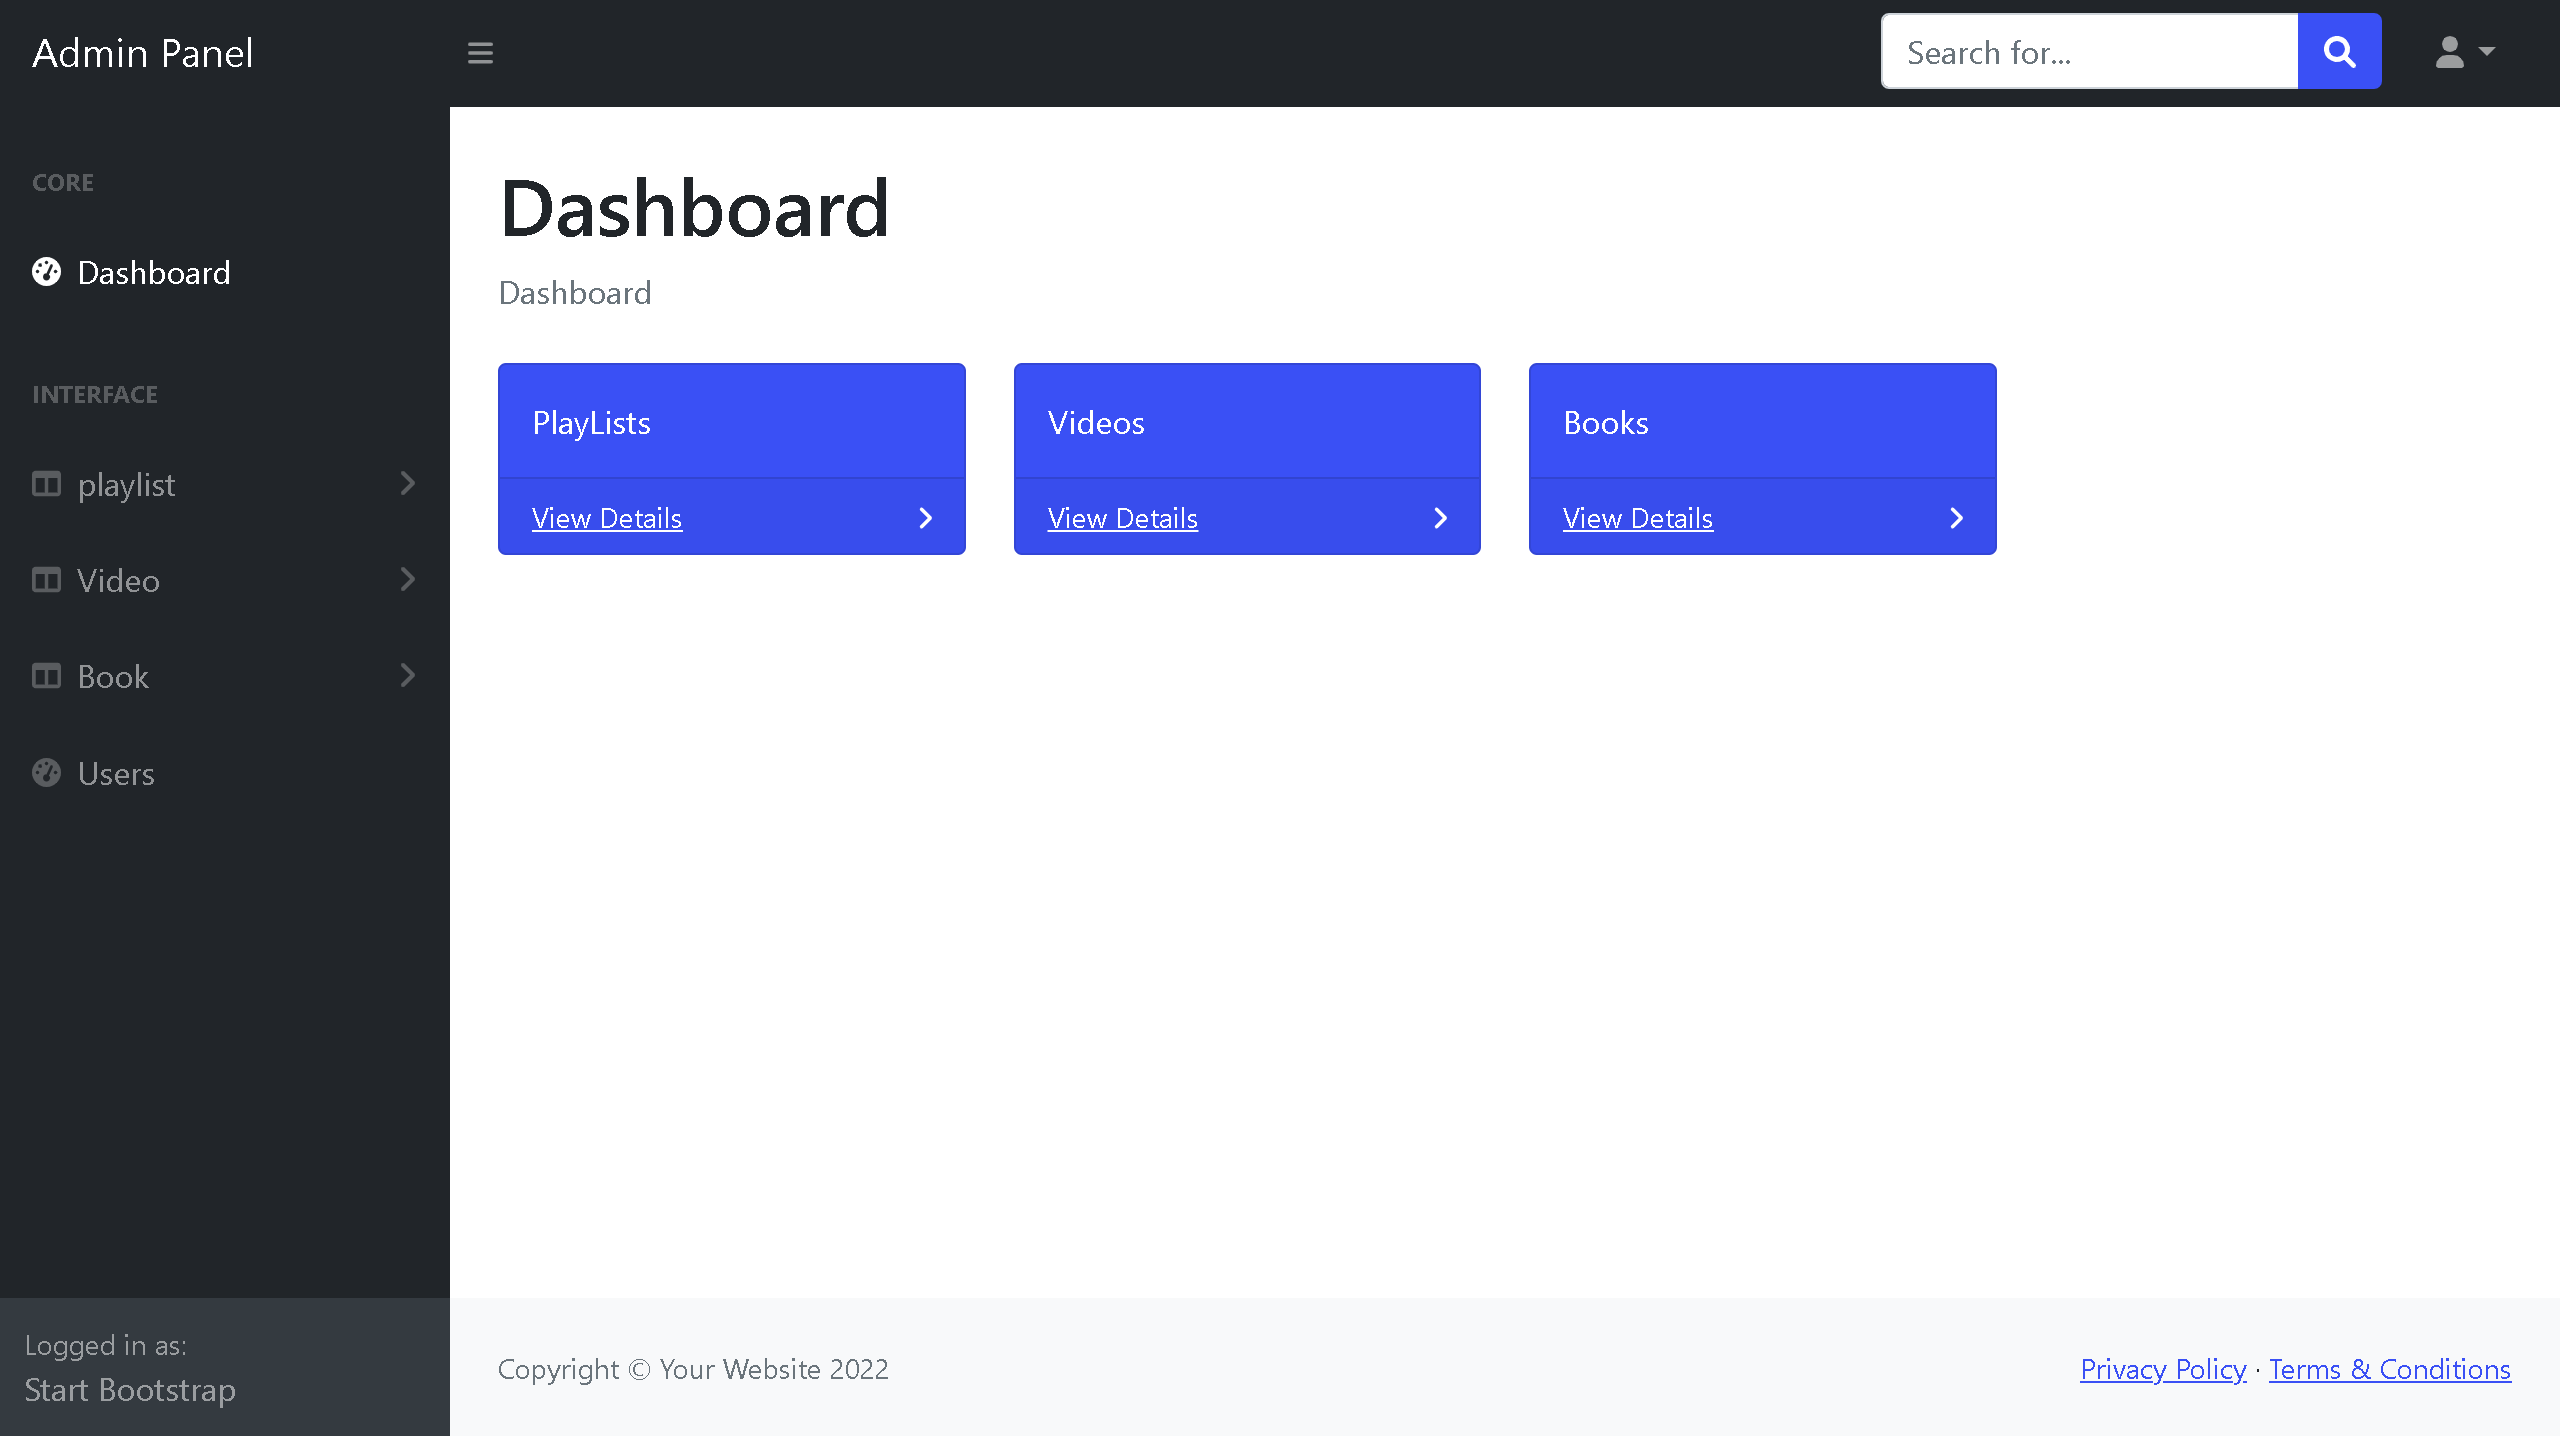 Admin Panel
Search for...
CORE
Dashboard
INTERFACE
playlist
Video
Book
Users
Logged in as:
Start Bootstrap
Dashboard
Dashboard
PlayLists
View Details
Videos
View Details
Books
View Details
Copyright © Your Website 2022
Privacy Policy · Terms & Conditions